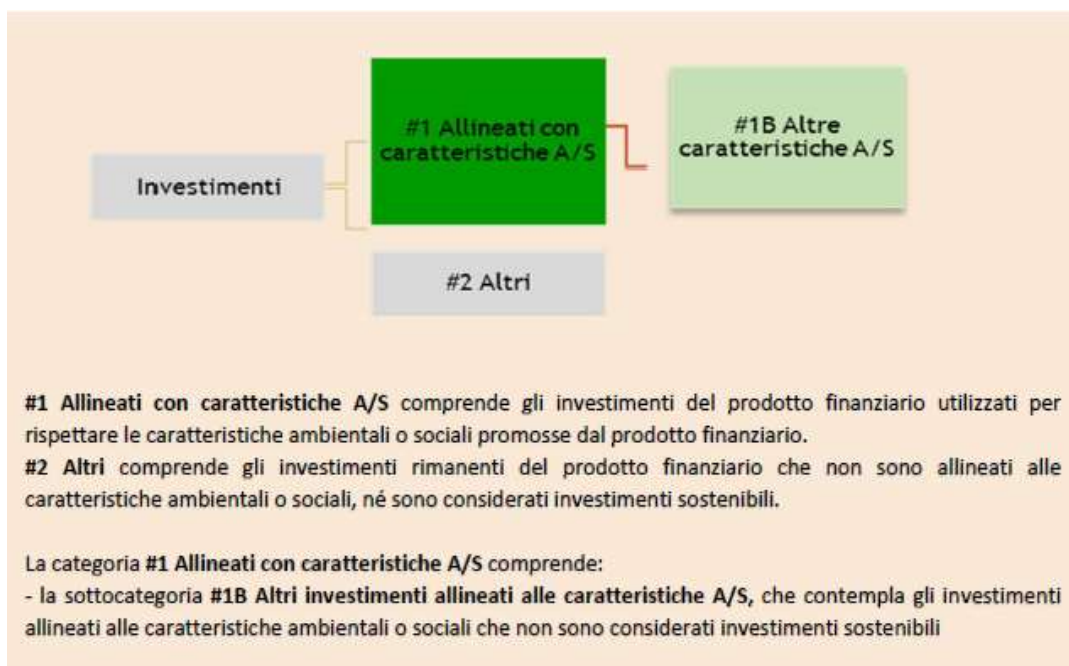 #1 Allineati con
caratteristiche A/S
#1B Altre
caratteristiche A/S
Investimenti
#2 Altri
#1 Allineati con caratteristiche A/S comprende gli investimenti del prodotto finanziario utilizzati per
rispettare le caratteristiche ambientali o sociali promosse dal prodotto finanziario.
#2 Altri comprende gli investimenti rimanenti del prodotto finanziario che non sono allineati alle
caratteristiche ambientali o sociali, né sono considerati investimenti sostenibili.
La categoria #1 Allineati con caratteristiche A/S comprende:
- la sottocategoria #1B Altri investimenti allineati alle caratteristiche A/S, che contempla gli investimenti
allineati alle caratteristiche ambientali o sociali che non sono considerati investimenti sostenibili